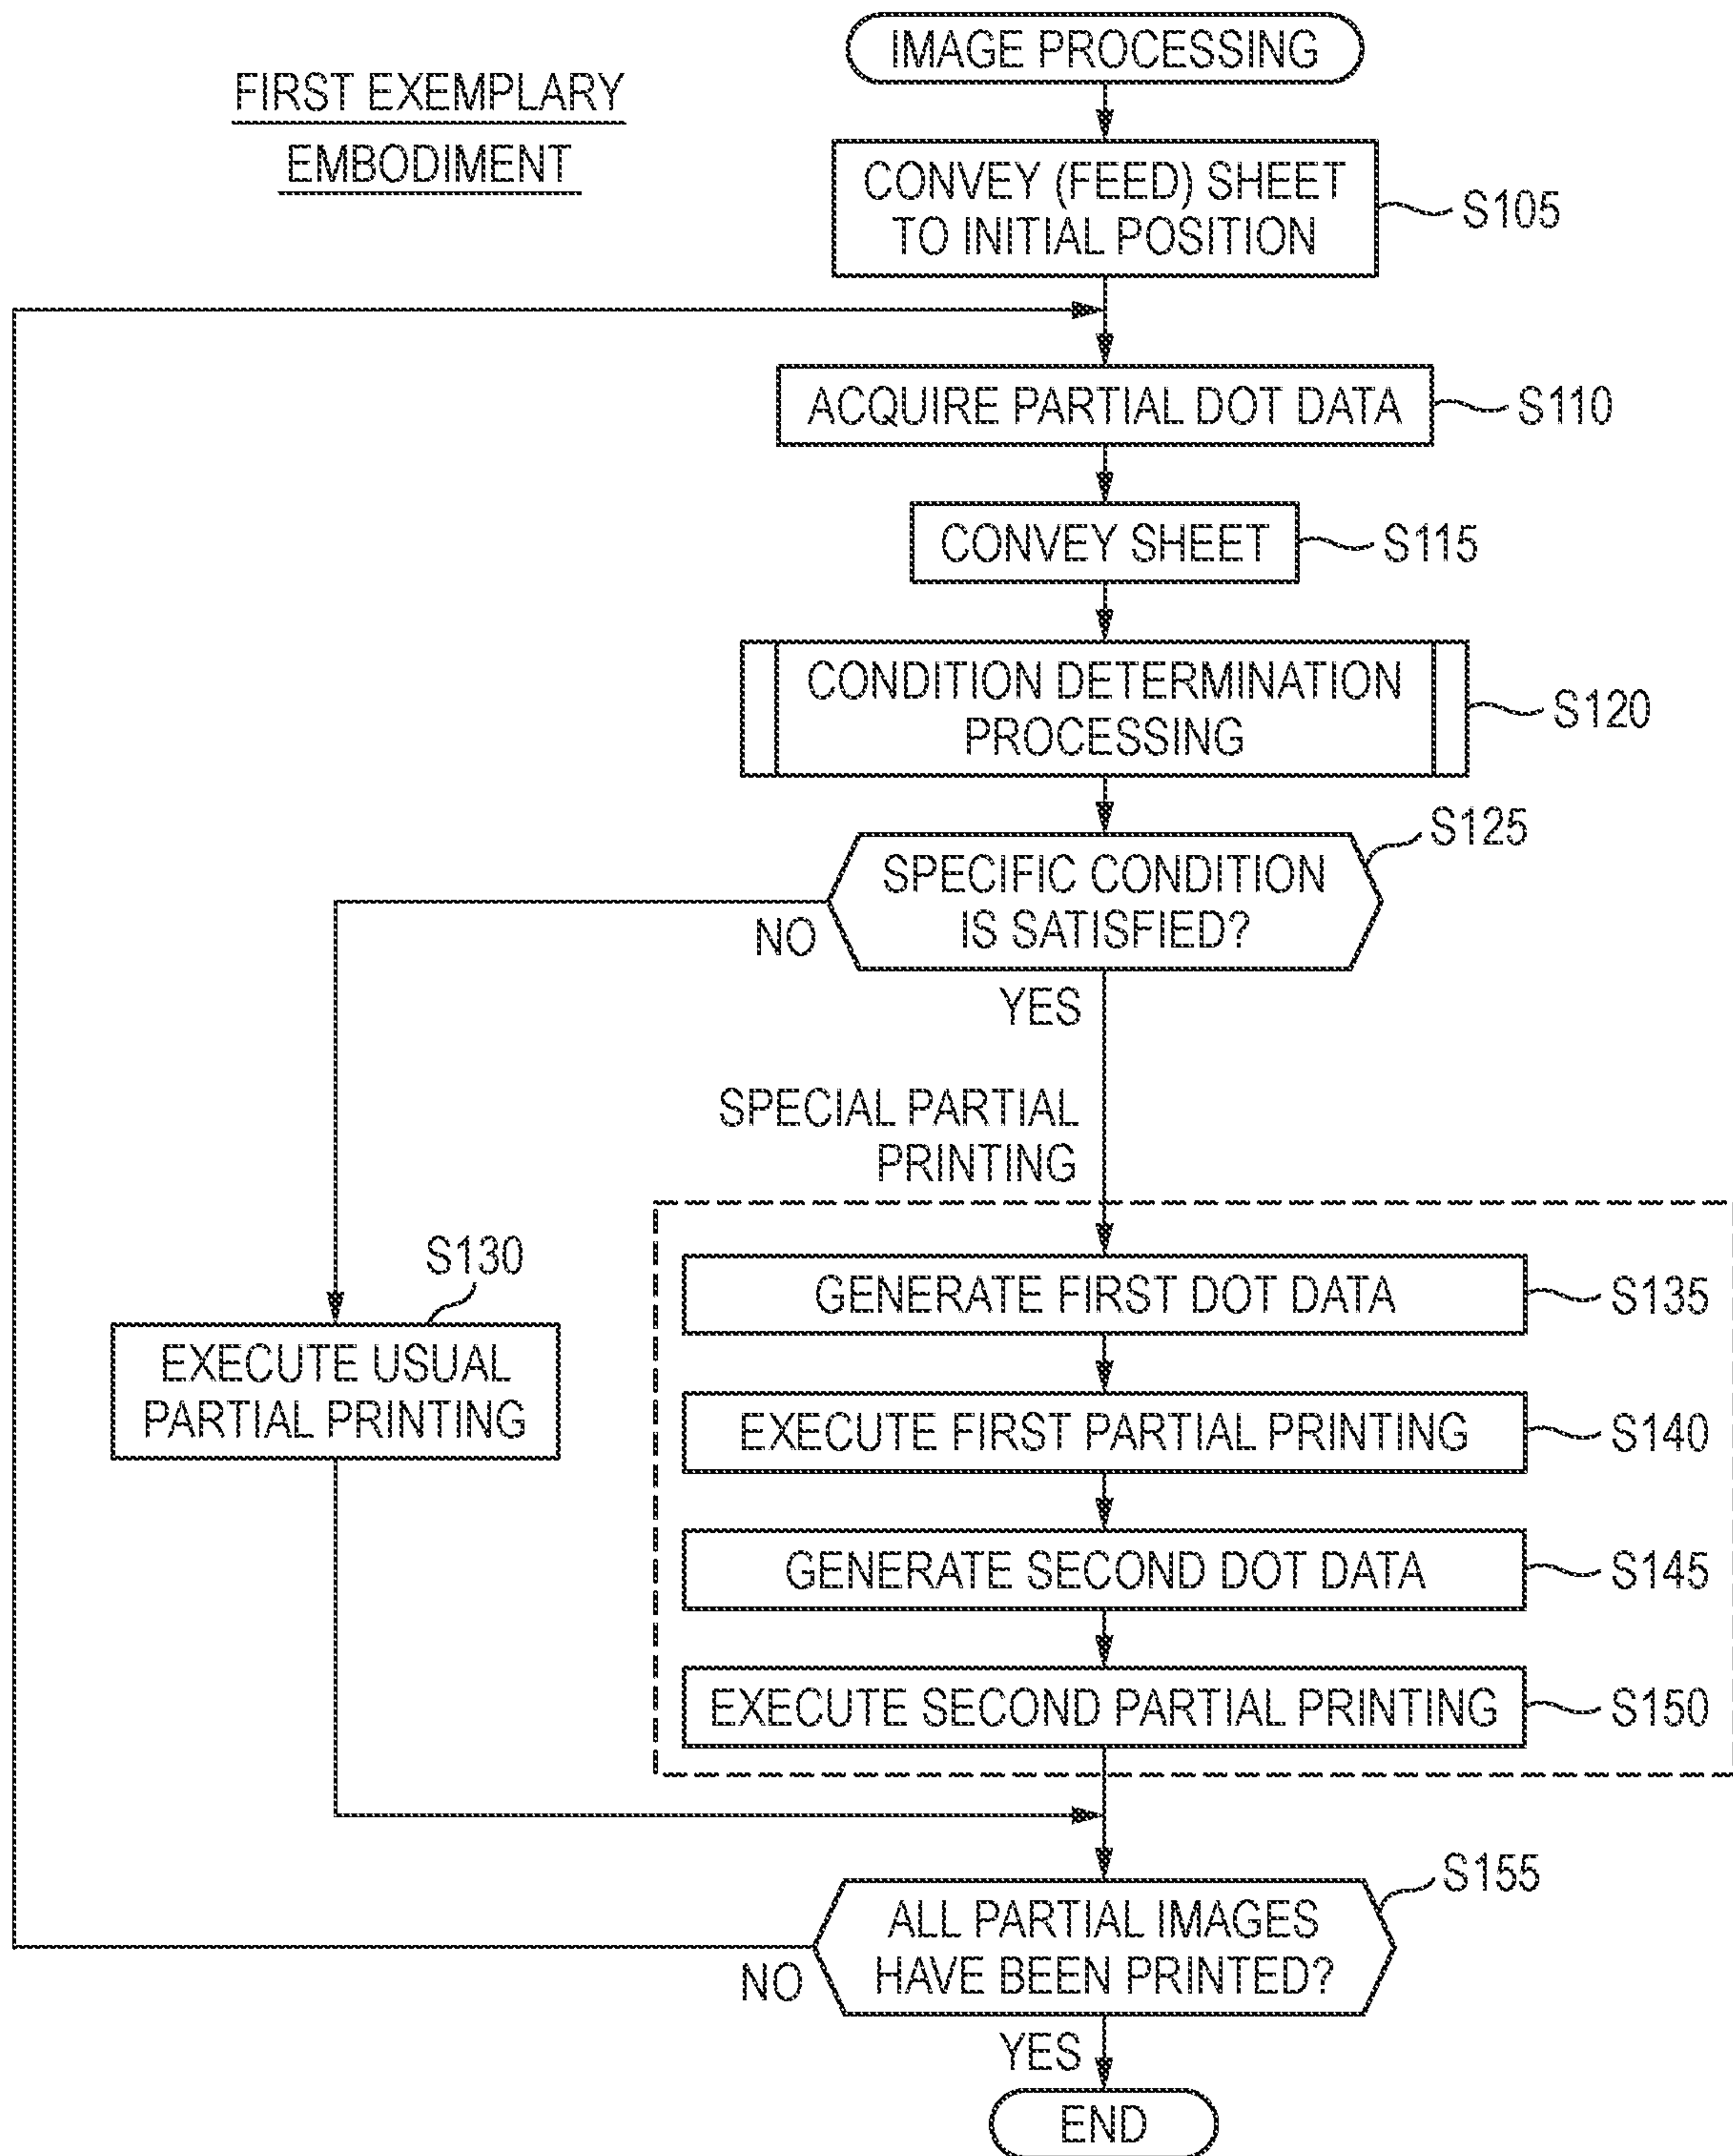 IMAGE PROCESSING
FIRST EXEMPLARY
EMBODIMENT
CONVEY (FEED) SHEET
TO INITIAL POSITION
S105
ACQUIRE PARTIAL DOT DATA
S110
CONVEY SHEET
S115
CONDITION DETERMINATION
PROCESSING
S120
S125
SPECIFIC CONDITION
IS SATISFIED?
NO
YES
SPECIAL PARTIAL
PRINTING
S130
EXECUTE USUAL
PARTIAL PRINTING
GENERATE FIRST DOT DATA
S135
EXECUTE FIRST PARTIAL PRINTING
S140
GENERATE SECOND DOT DATA
S145
EXECUTE SECOND PARTIAL PRINTING
S150
S155
ALL PARTIAL IMAGES
HAVE BEEN PRINTED?
NO
YES
END